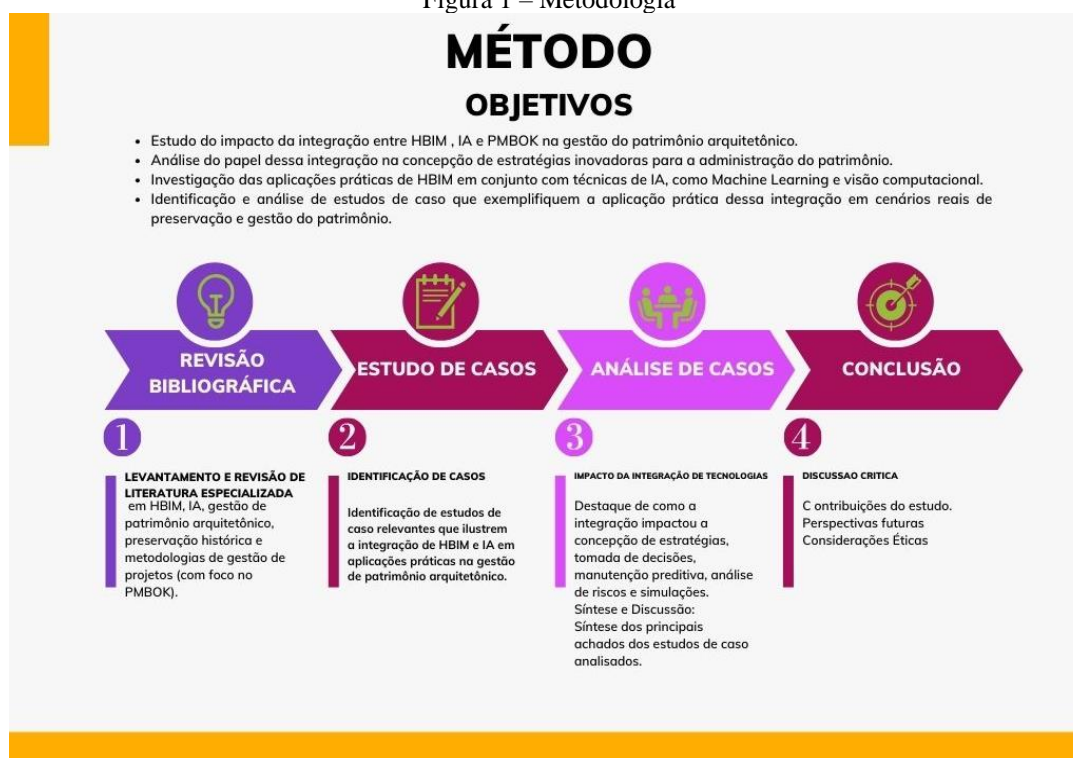 Figura 1 – Metodologia
MÉTODO
OBJETIVOS
• Estudo do impacto da integração entre HBIM , IA e PMBOK na gestão do patrimônio arquitetônico.
• Análise do papel dessa integração na concepção de estratégias inovadoras para a administração do patrimônio.
• Investigação das aplicações práticas de HBIM em conjunto com técnicas de IA, como Machine Learning e visão computacional.
• Identificação e análise de estudos de caso que exemplifiquem a aplicação prática dessa integração em cenários reais de
preservação e gestão do patrimônio.
REVISÃO
BIBLIOGRÁFICA
ESTUDO DE CASOS
ANÁLISE DE CASOS
CONCLUSÃO
1
LEVANTAMENTO E REVISÃO DE
LITERATURA ESPECIALIZADA
em HBIM, IA, gestão de
patrimônio arquitetônico,
preservação histórica e
metodologias de gestão de
projetos (com foco no
PMBOK).
2
IDENTIFICAÇÃO DE CASOS
Identificação de estudos de
caso relevantes que ilustrem
a integração de HBIM e IA em
aplicações práticas na gestão
de patrimônio arquitetônico.
3
IMPACTO DA INTEGRAÇÃO DE TECNOLOGIAS
Destaque de como a
integração impactou a
concepção de estratégias,
tomada de decisões,
manutenção preditiva, análise
de riscos e simulações.
Síntese e Discussão:
Síntese dos principais
achados dos estudos de caso
analisados.
4
DISCUSSAO CRITICA
C ontribuições do estudo.
Perspectivas futuras
Considerações Éticas